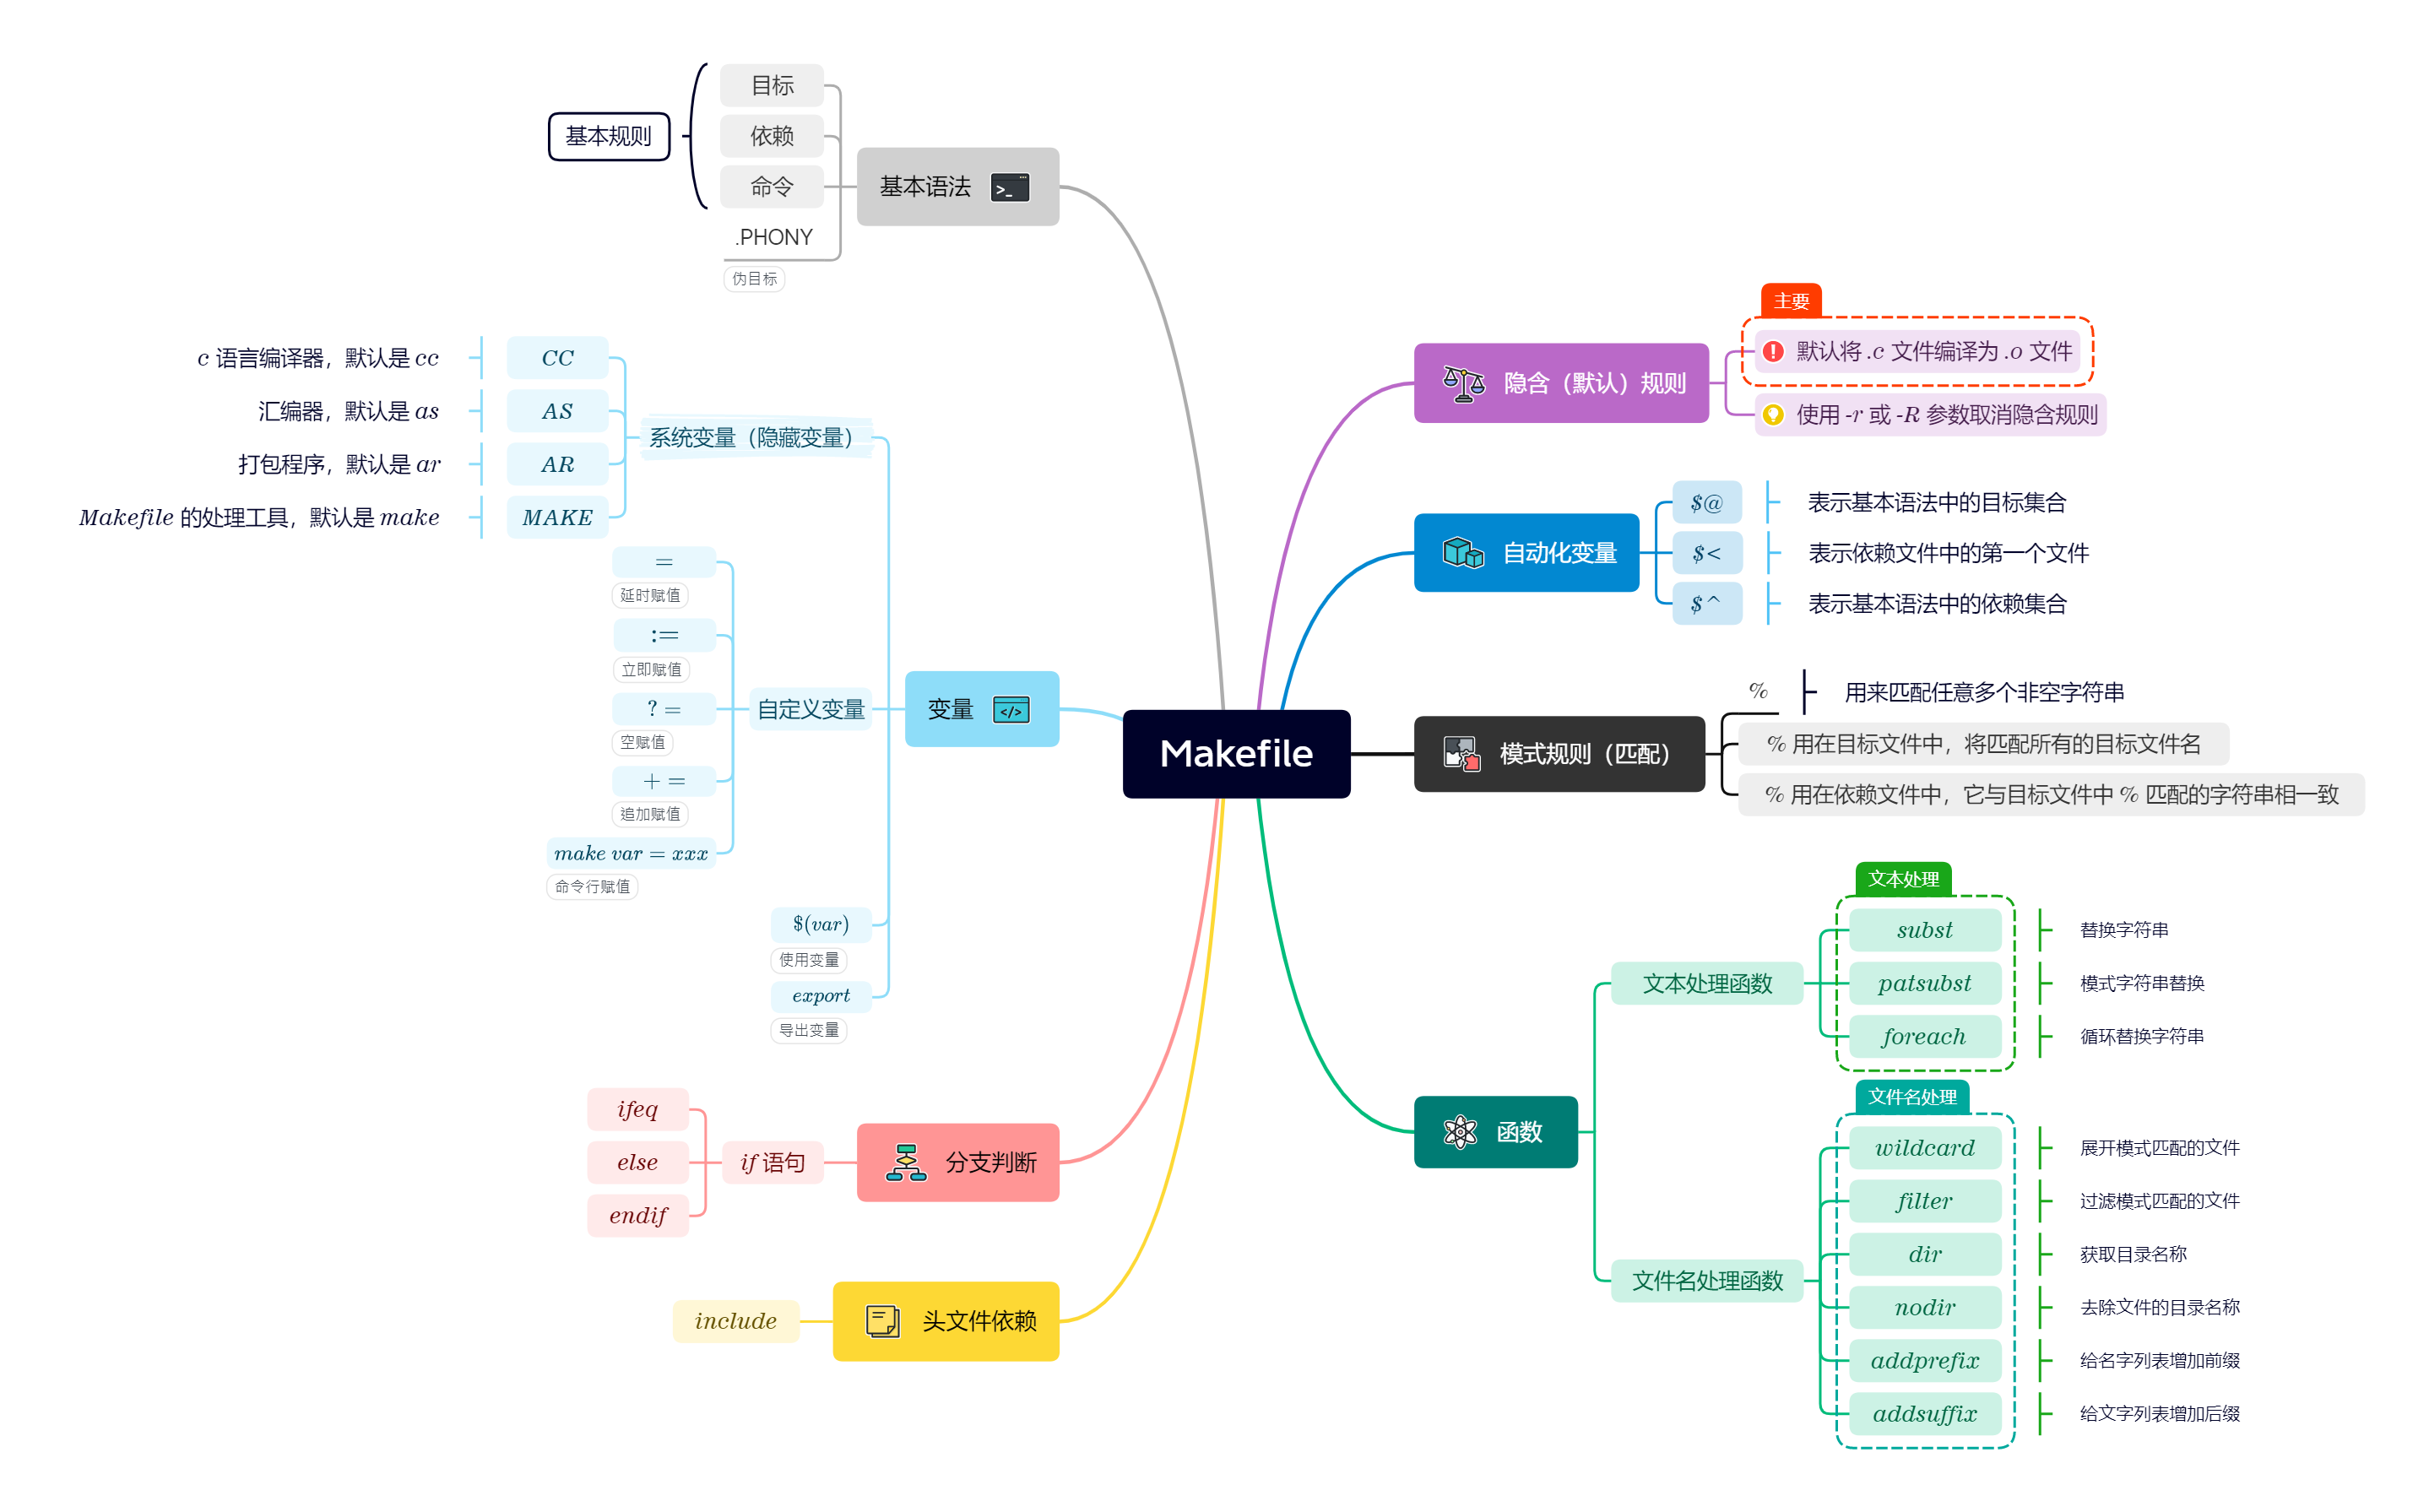 Makefile
基本语法
目标
依赖
命令
基本规则
.PHONY
伪目标
变量
系统变量（隐藏变量）
CC
c 语言编译器，默认是 cc
AS
汇编器，默认是 as
AR
打包程序，默认是 ar
MAKE
Makefile 的处理工具，默认是 make
自定义变量
=
延时赋值
:=
立即赋值
? =
空赋值
+ =
追加赋值
make var = xxx
命令行赋值
$(var)
使用变量
export
导出变量
分支判断
if 语句
ifeq
else
endif
头文件依赖
include
隐含（默认）规则
主要
默认将 .c 文件编译为 .o 文件
使用 -r 或 -R 参数取消隐含规则
自动化变量
$@
表示基本语法中的目标集合
$<
表示依赖文件中的第一个文件
$^
表示基本语法中的依赖集合
模式规则（匹配）
%
用来匹配任意多个非空字符串
% 用在目标文件中，将匹配所有的目标文件名
% 用在依赖文件中，它与目标文件中 % 匹配的字符串相一致
函数
文本处理函数
文本处理
subst
替换字符串
patsubst
模式字符串替换
foreach
循环替换字符串
文件名处理函数
文件名处理
wildcard
展开模式匹配的文件
filter
过滤模式匹配的文件
dir
获取目录名称
nodir
去除文件的目录名称
addprefix
给名字列表增加前缀
addsuffix
给文字列表增加后缀